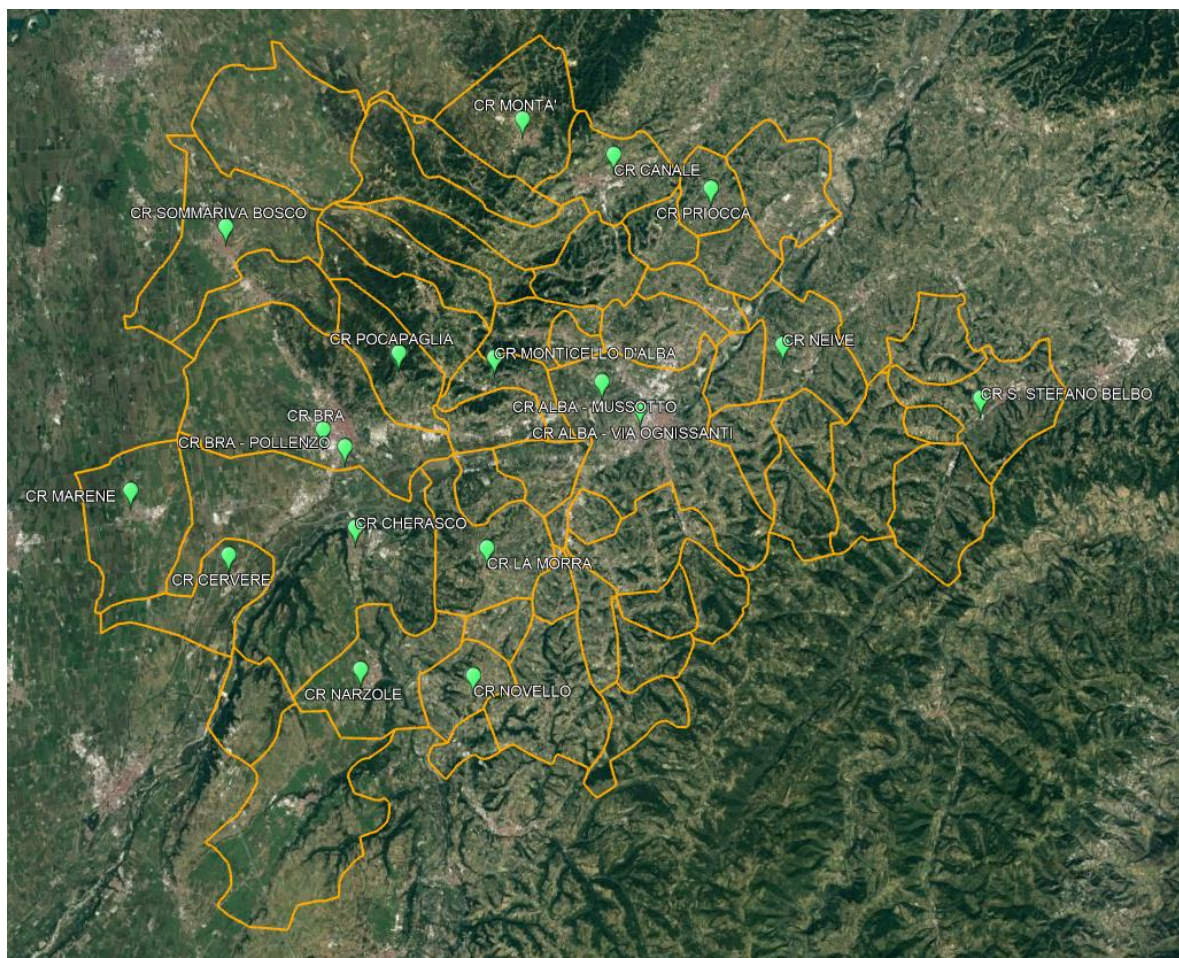 CR MONTA'
CR CANALE
CR PRIOCCA
CR SOMMARIVA BOSCO
CR POCAPAGLIA
CR MONTICELLO D'ALBA
CR NEIVE
CR S. STEFANO BELBO
CR ALBA - MUSSOTTO
CR BRA
CR ALBA - VIA OGNISSANTI
CR BRA - POLLENZO
CR MARENE
CR CHERASCO
CR LA MORRA
CR CERVERE
CR NARZOLE
CR NOVELLO